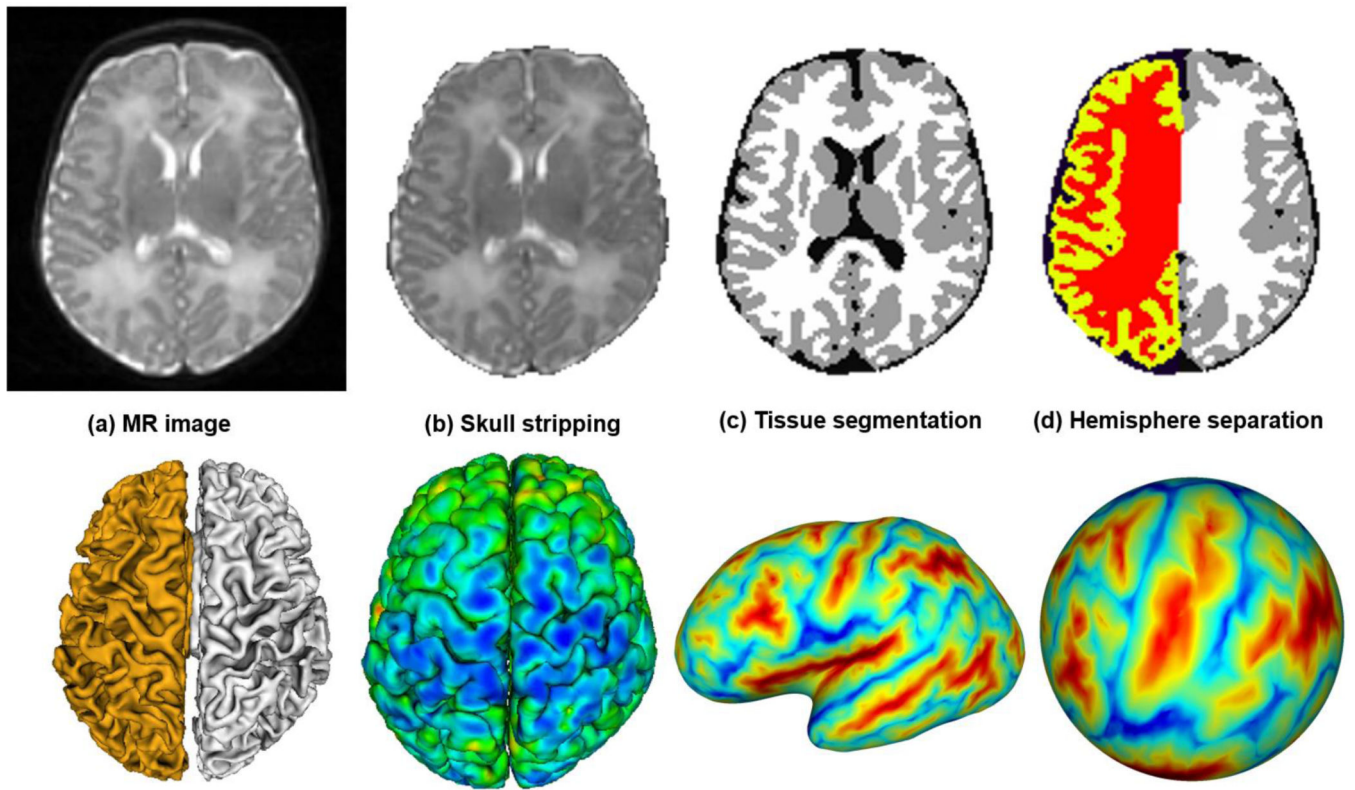 (a) MR image
(b) Skull stripping
(c) Tissue segmentation
(d) Hemisphere separation